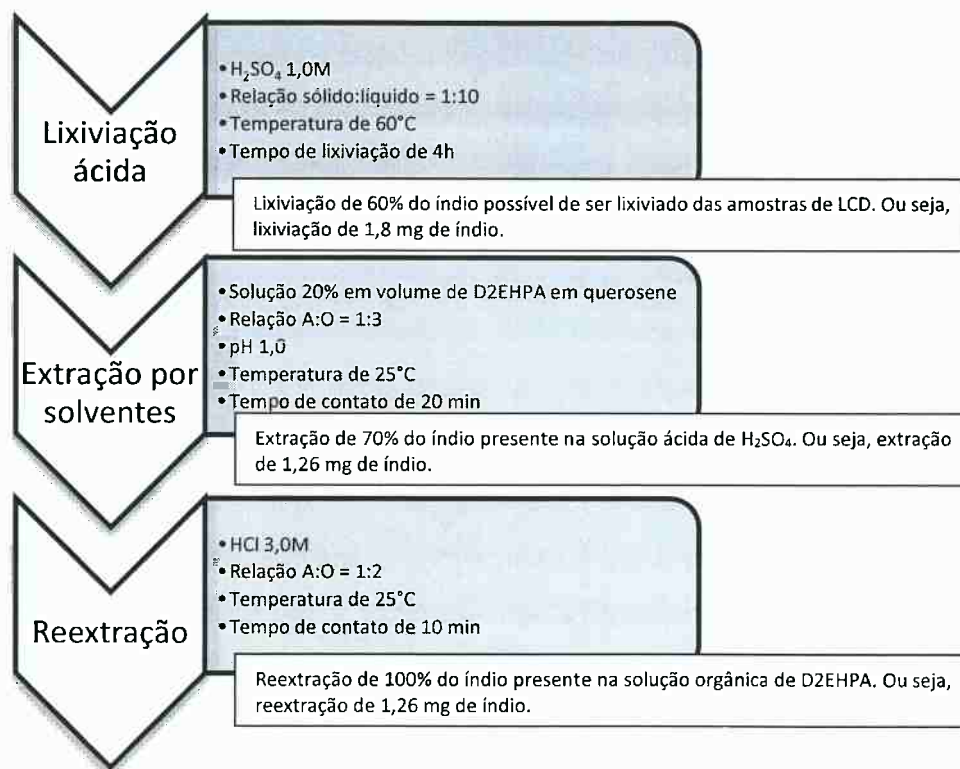 Lixiviação
ácida
• H₂SO₄ 1,0M
• Relação sólido:líquido = 1:10
• Temperatura de 60°C
• Tempo de lixiviação de 4h
Lixiviação de 60% do índio possível de ser lixiviado das amostras de LCD. Ou seja,
lixiviação de 1,8 mg de índio.
Extração por
solventes
• Solução 20% em volume de D2EHPA em querosene
• Relação A:O = 1:3
• pH 1,0
• Temperatura de 25°C
• Tempo de contato de 20 min
Extração de 70% do índio presente na solução ácida de H₂SO₄. Ou seja, extração
de 1,26 mg de índio.
Reextração
• HCl 3,0M
• Relação A:O = 1:2
• Temperatura de 25°C
• Tempo de contato de 10 min
Reextração de 100% do índio presente na solução orgânica de D2EHPA. Ou seja,
reextração de 1,26 mg de índio.